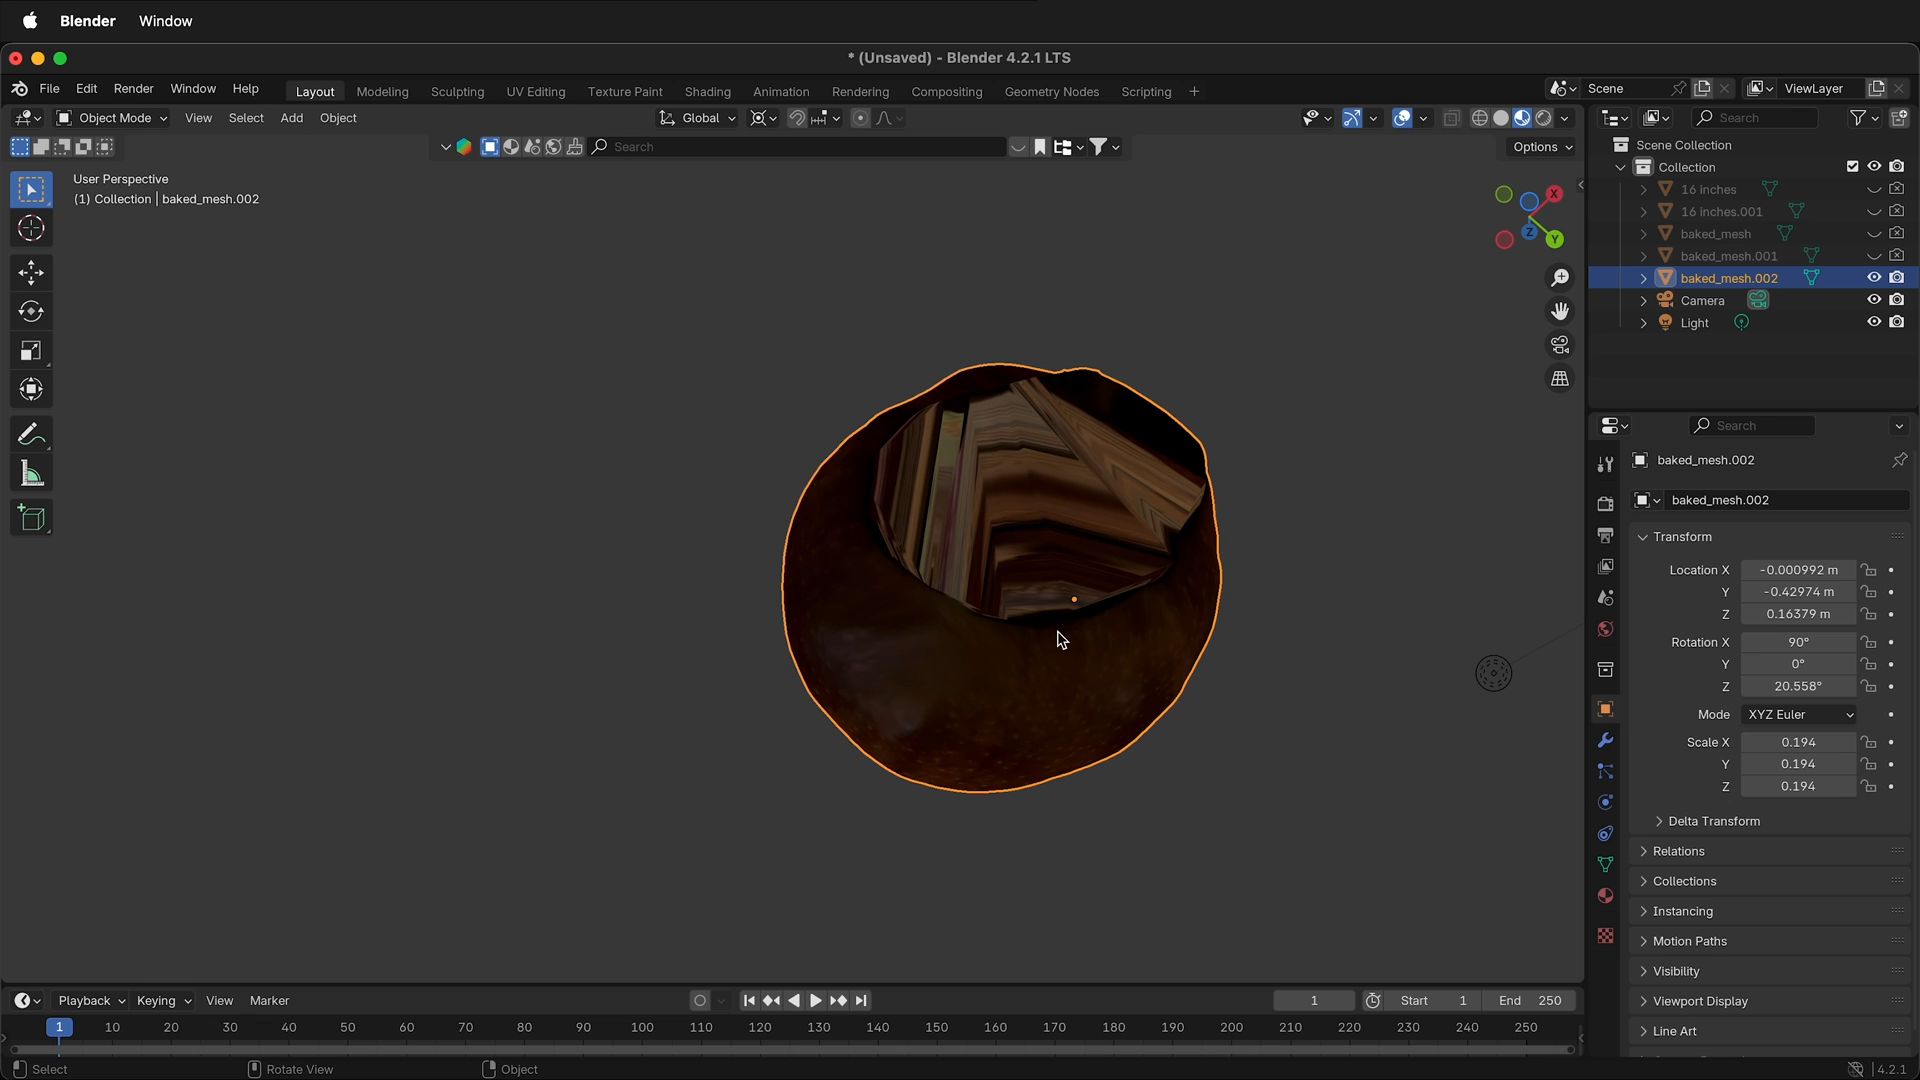 Blender Window
* (Unsaved) - Blender 4.2.1 LTS
File Edit Render Window Help Layout Modeling Sculpting UV Editing Texture Paint Shading Animation Rendering Compositing Geometry Nodes Scripting + Scene ViewLayer
Object Mode View Select Add Object Global Search
Search Options
User Perspective
(1) Collection | baked_mesh.002
X
Y
Z
Scene Collection
Collection
16 inches
16 inches.001
baked_mesh
baked_mesh.001
baked_mesh.002
Camera
Light
Search
baked_mesh.002
baked_mesh.002
Transform
Location X -0.000992 m
Y -0.42974 m
Z 0.16379 m
Rotation X 90°
Y 0°
Z 20.558°
Mode XYZ Euler
Scale X 0.194
Y 0.194
Z 0.194
Delta Transform
Relations
Collections
Instancing
Motion Paths
Visibility
Viewport Display
Line Art
Playback Keying View Marker 1 Start 1 End 250
1 10 20 30 40 50 60 70 80 90 100 110 120 130 140 150 160 170 180 190 200 210 220 230 240 250
Select Rotate View Object 4.2.1